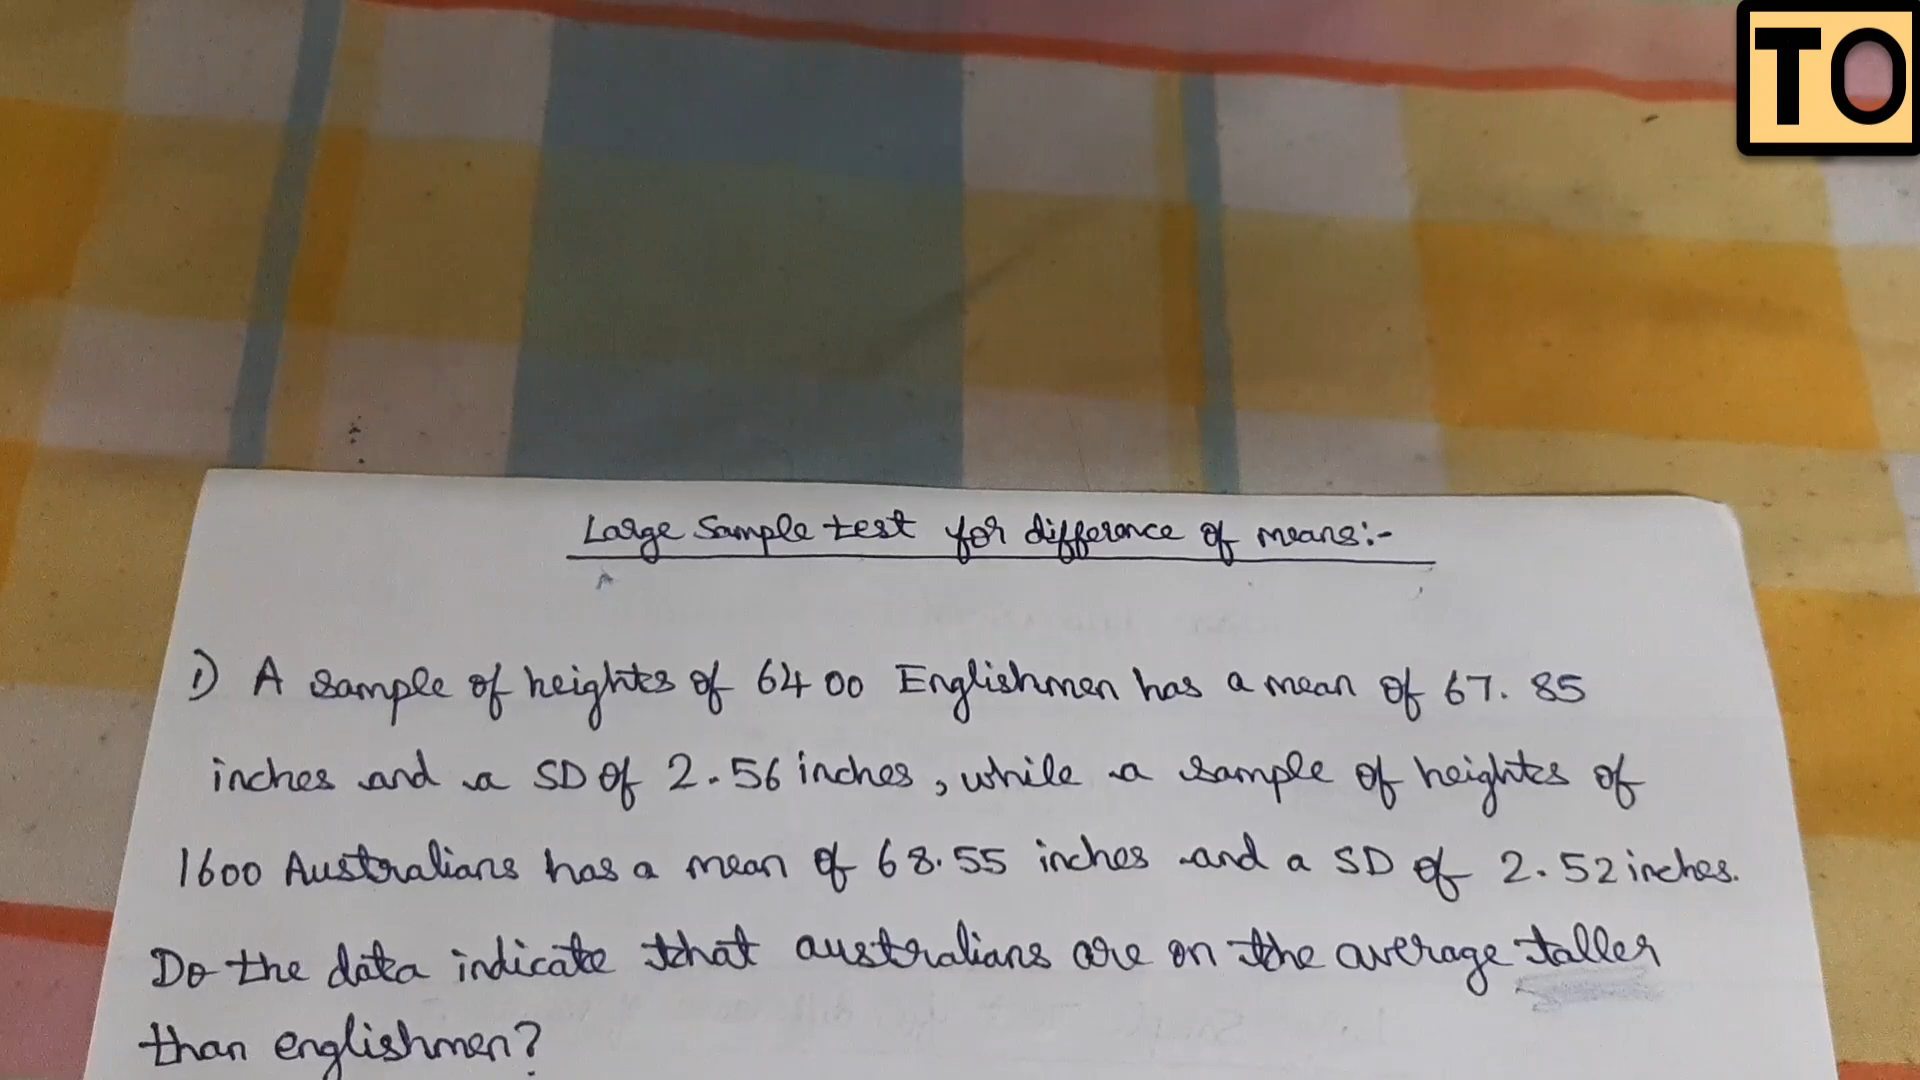 TO
Large Sample test for difference of means:-
1) A sample of heights of 6400 Englishmen has a mean of 67.85
inches and a SD of 2.56 inches, while a sample of heights of
1600 Australians has a mean of 68.55 inches and a SD of 2.52 inches.
Do the data indicate that australians are on the average taller
than englishmen?